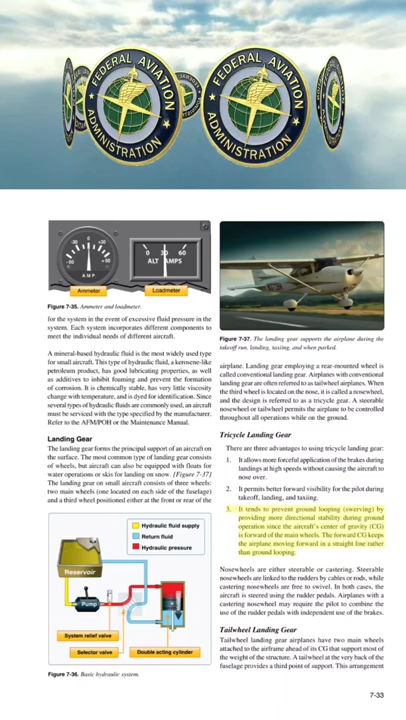 FEDERAL AVIATION
ADMINISTRATION
FEDERAL AVIATION
ADMINISTRATION
-30 0 +30
-60 +60
AMP
0 30 60
ALT AMPS
Ammeter
Loadmeter
Figure 7-35. Ammeter and loadmeter.
for the system in the event of excessive fluid pressure in the
system. Each system incorporates different components to
meet the individual needs of different aircraft.
A mineral-based hydraulic fluid is the most widely used type
for small aircraft. This type of hydraulic fluid, a kerosene-like
petroleum product, has good lubricating properties, as well
as additives to inhibit foaming and prevent the formation
of corrosion. It is chemically stable, has very little viscosity
change with temperature, and is dyed for identification. Since
several types of hydraulic fluids are commonly used, an aircraft
must be serviced with the type specified by the manufacturer.
Refer to the AFM/POH or the Maintenance Manual.
Landing Gear
The landing gear forms the principal support of an aircraft on
the surface. The most common type of landing gear consists
of wheels, but aircraft can also be equipped with floats for
water operations or skis for landing on snow. [Figure 7-37]
The landing gear on small aircraft consists of three wheels:
two main wheels (one located on each side of the fuselage)
and a third wheel positioned either at the front or rear of the
Hydraulic fluid supply
Return fluid
Hydraulic pressure
Reservoir
Pump
System relief valve
Selector valve
Double acting cylinder
Figure 7-36. Basic hydraulic system.
Figure 7-37. The landing gear supports the airplane during the
takeoff run, landing, taxiing, and when parked.
airplane. Landing gear employing a rear-mounted wheel is
called conventional landing gear. Airplanes with conventional
landing gear are often referred to as tailwheel airplanes. When
the third wheel is located on the nose, it is called a nosewheel,
and the design is referred to as a tricycle gear. A steerable
nosewheel or tailwheel permits the airplane to be controlled
throughout all operations while on the ground.
Tricycle Landing Gear
There are three advantages to using tricycle landing gear:
1. It allows more forceful application of the brakes during
landings at high speeds without causing the aircraft to
nose over.
2. It permits better forward visibility for the pilot during
takeoff, landing, and taxiing.
3. It tends to prevent ground looping (swerving) by
providing more directional stability during ground
operation since the aircraft's center of gravity (CG)
is forward of the main wheels. The forward CG keeps
the airplane moving forward in a straight line rather
than ground looping.
Nosewheels are either steerable or castering. Steerable
nosewheels are linked to the rudders by cables or rods, while
castering nosewheels are free to swivel. In both cases, the
aircraft is steered using the rudder pedals. Airplanes with a
castering nosewheel may require the pilot to combine the
use of the rudder pedals with independent use of the brakes.
Tailwheel Landing Gear
Tailwheel landing gear airplanes have two main wheels
attached to the airframe ahead of its CG that support most of
the weight of the structure. A tailwheel at the very back of the
fuselage provides a third point of support. This arrangement
7-33